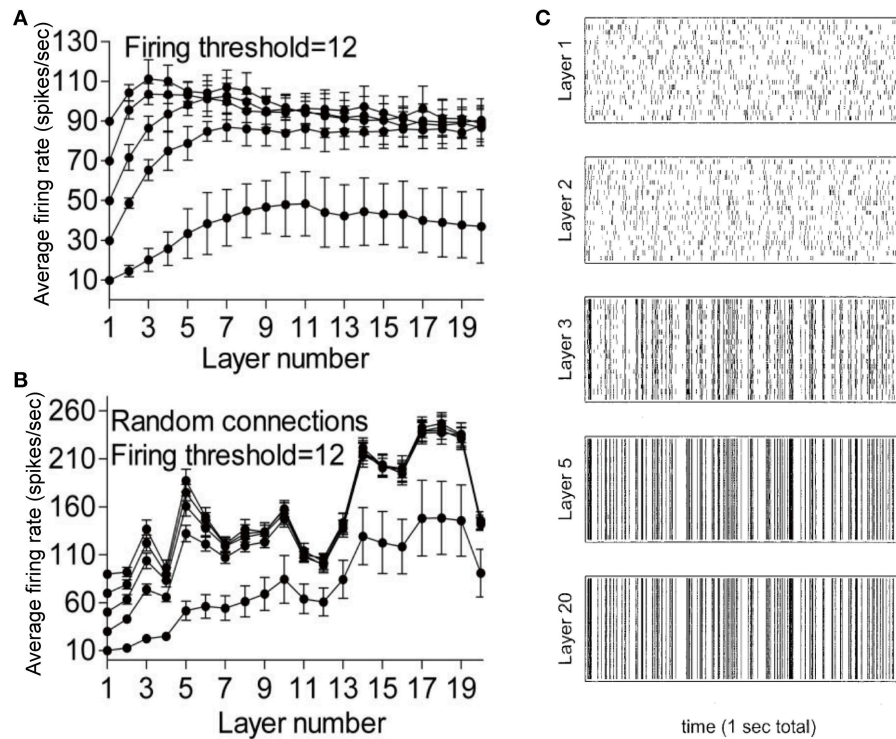 A
Firing threshold=12
Average firing rate (spikes/sec)
130
110
90
70
50
30
10
1 3 5 7 9 11 13 15 17 19
Layer number
B
Random connections
Firing threshold=12
Average firing rate (spikes/sec)
260
210
160
110
60
10
1 3 5 7 9 11 13 15 17 19
Layer number
C
Layer 1
Layer 2
Layer 3
Layer 5
Layer 20
time (1 sec total)